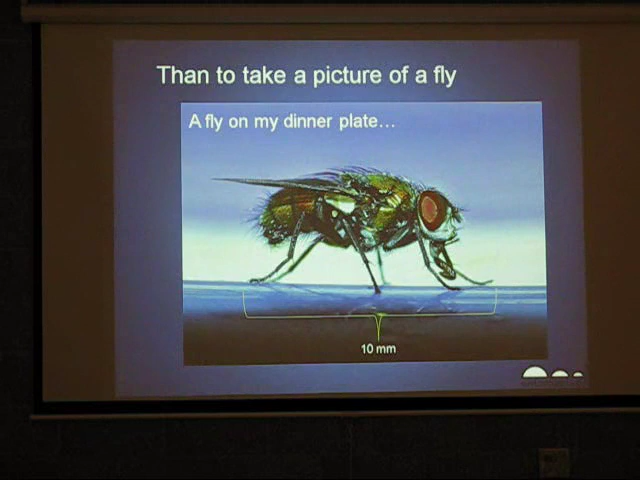 Than to take a picture of a fly
A fly on my dinner plate...
10 mm